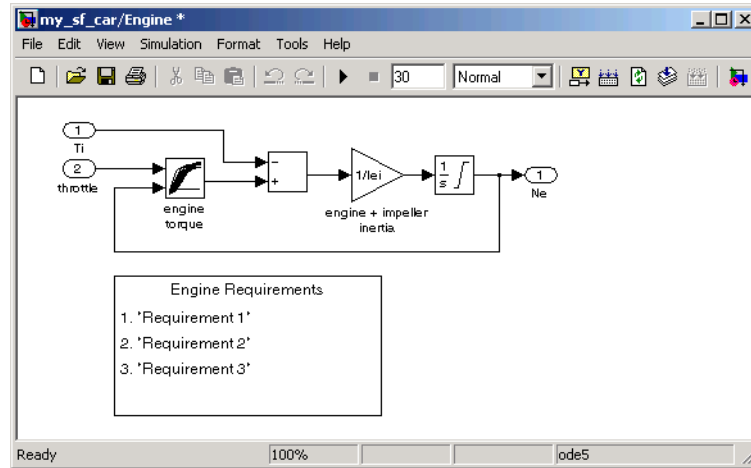 my_sf_car/Engine *
File Edit View Simulation Format Tools Help
30 Normal
1
Ti
2
throttle
engine
torque
−
+
1/Iei
engine + impeller
inertia
1
s
1
Ne
Engine Requirements
1. "Requirement 1"
2. "Requirement 2"
3. "Requirement 3"
Ready 100% ode5